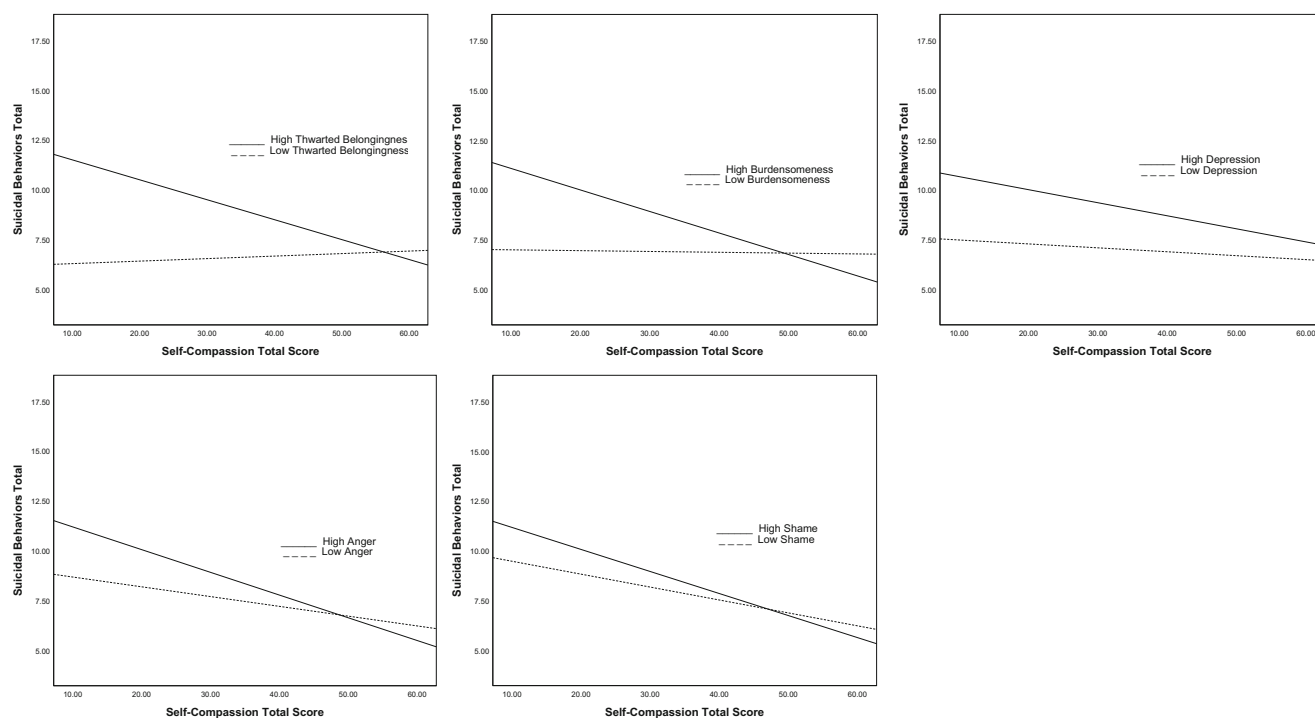 17.50
15.00
12.50
10.00
7.50
5.00
Suicidal Behaviors Total
High Thwarted Belongingnes
Low Thwarted Belongingness
10.00 20.00 30.00 40.00 50.00 60.00
Self-Compassion Total Score
17.50
15.00
12.50
10.00
7.50
5.00
Suicidal Behaviors Total
High Burdensomeness
Low Burdensomeness
10.00 20.00 30.00 40.00 50.00 60.00
Self-Compassion Total Score
17.50
15.00
12.50
10.00
7.50
5.00
Suicidal Behaviors Total
High Depression
Low Depression
10.00 20.00 30.00 40.00 50.00 60.00
Self-Compassion Total Score
17.50
15.00
12.50
10.00
7.50
5.00
Suicidal Behaviors Total
High Anger
Low Anger
10.00 20.00 30.00 40.00 50.00 60.00
Self-Compassion Total Score
17.50
15.00
12.50
10.00
7.50
5.00
Suicidal Behaviors Total
High Shame
Low Shame
10.00 20.00 30.00 40.00 50.00 60.00
Self-Compassion Total Score